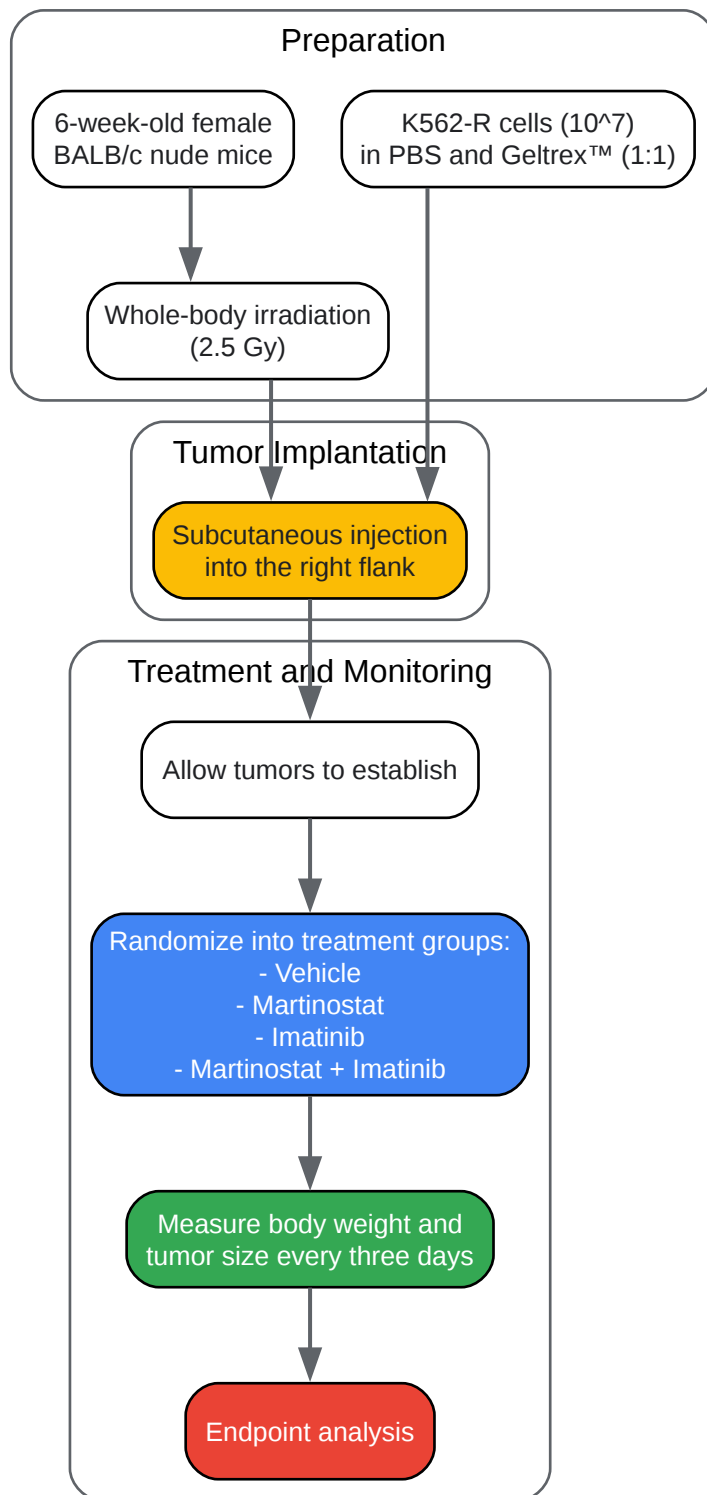 Preparation
6-week-old female
BALB/c nude mice
K562-R cells (10^7)
in PBS and Geltrex™ (1:1)
Whole-body irradiation
(2.5 Gy)
Tumor Implantation
Subcutaneous injection
into the right flank
Treatment and Monitoring
Allow tumors to establish
Randomize into treatment groups:
- Vehicle
- Martinostat
- Imatinib
- Martinostat + Imatinib
Measure body weight and
tumor size every three days
Endpoint analysis